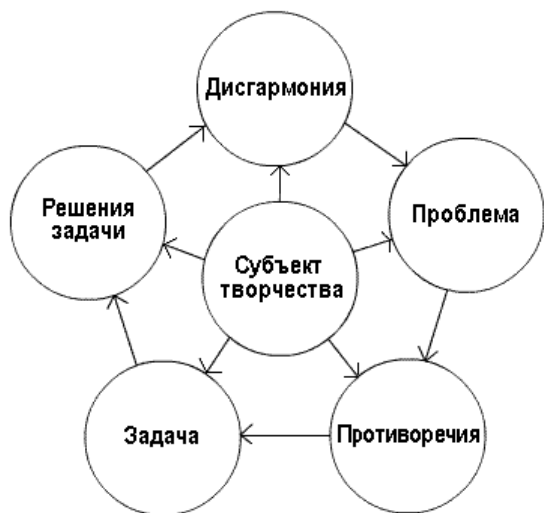 Дисгармония
Решения
задачи
Проблема
Субъект
творчества
Задача
Противоречия